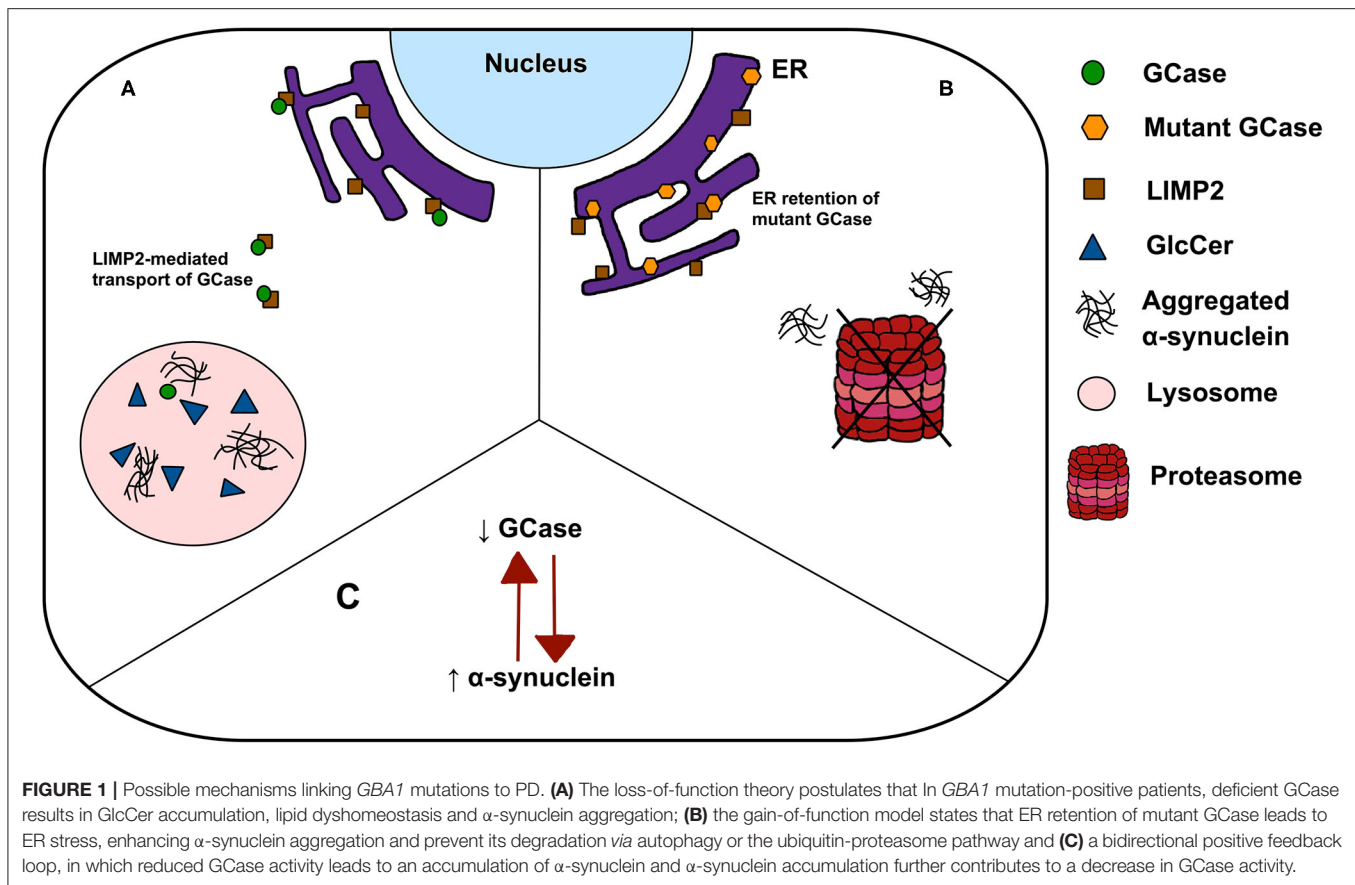 Nucleus
A
ER
B
ER retention of
mutant GCase
LIMP2-mediated
transport of GCase
C
↓ GCase
↑ α-synuclein
GCase
Mutant GCase
LIMP2
GlcCer
Aggregated
α-synuclein
Lysosome
Proteasome
FIGURE 1 | Possible mechanisms linking GBA1 mutations to PD. (A) The loss-of-function theory postulates that In GBA1 mutation-positive patients, deficient GCase
results in GlcCer accumulation, lipid dyshomeostasis and α-synuclein aggregation; (B) the gain-of-function model states that ER retention of mutant GCase leads to
ER stress, enhancing α-synuclein aggregation and prevent its degradation via autophagy or the ubiquitin-proteasome pathway and (C) a bidirectional positive feedback
loop, in which reduced GCase activity leads to an accumulation of α-synuclein and α-synuclein accumulation further contributes to a decrease in GCase activity.